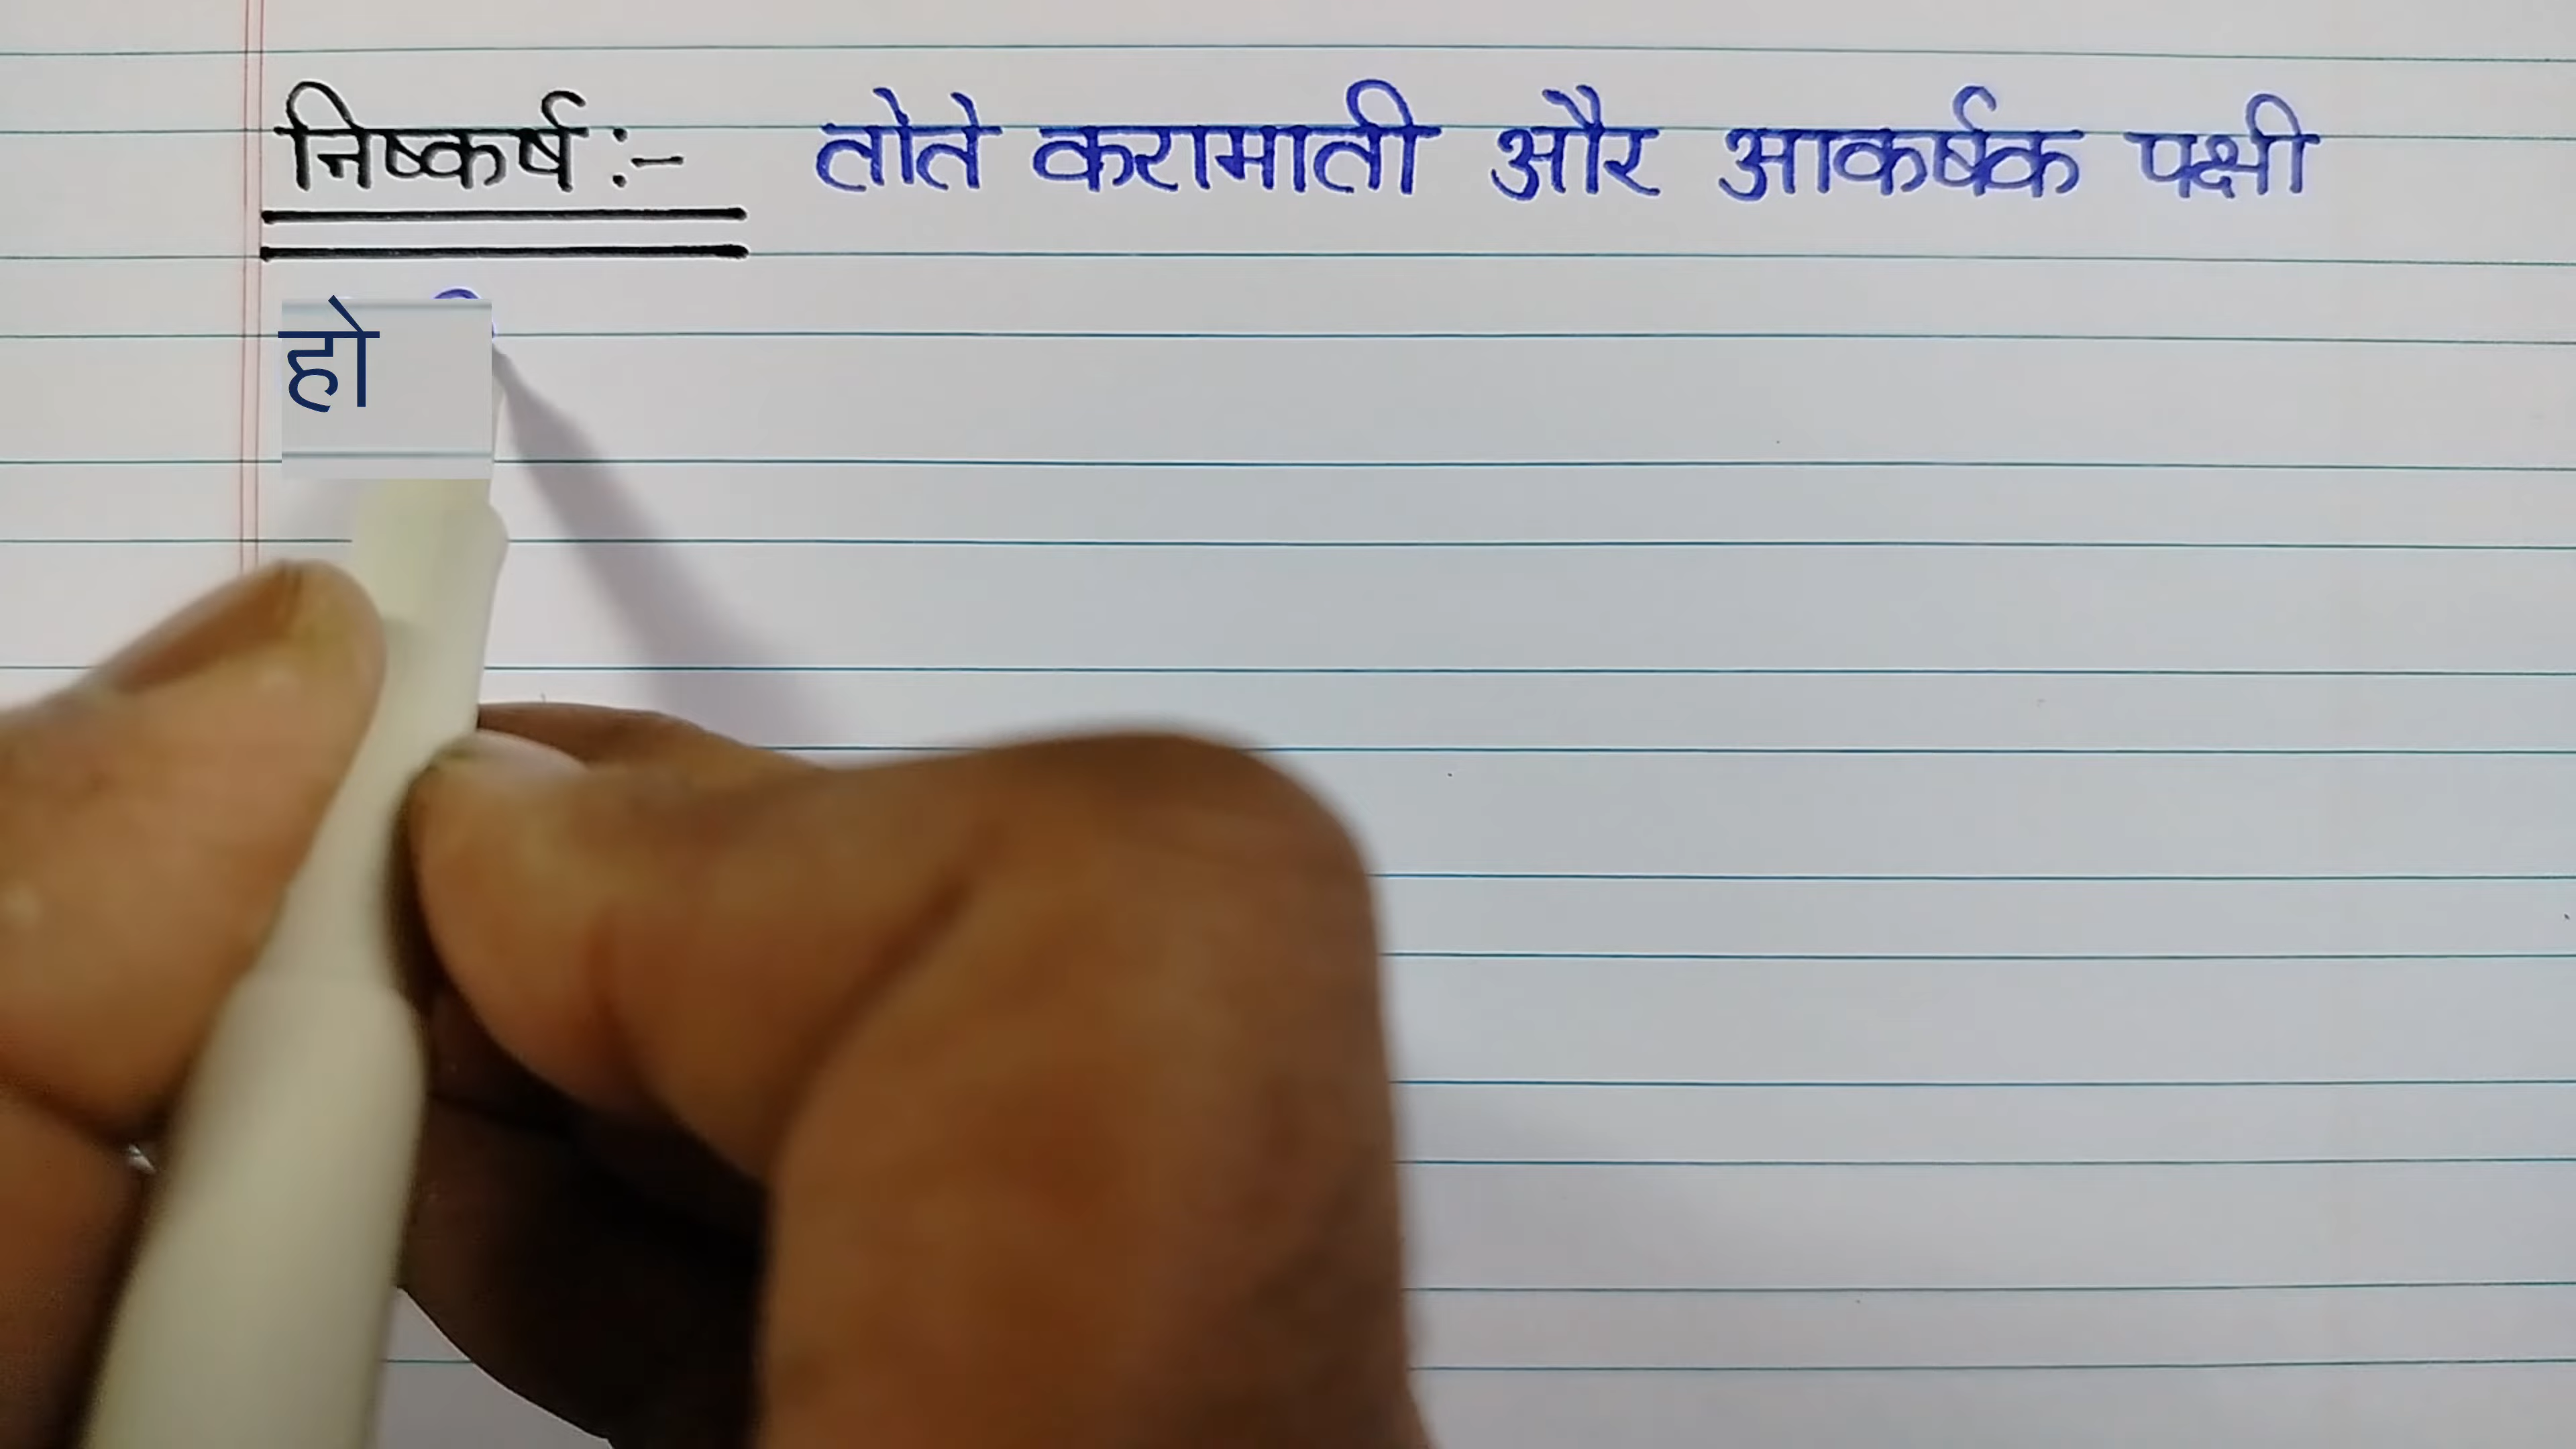 निष्कर्ष :- तोते करामाती और आकर्षक पक्षी
हो